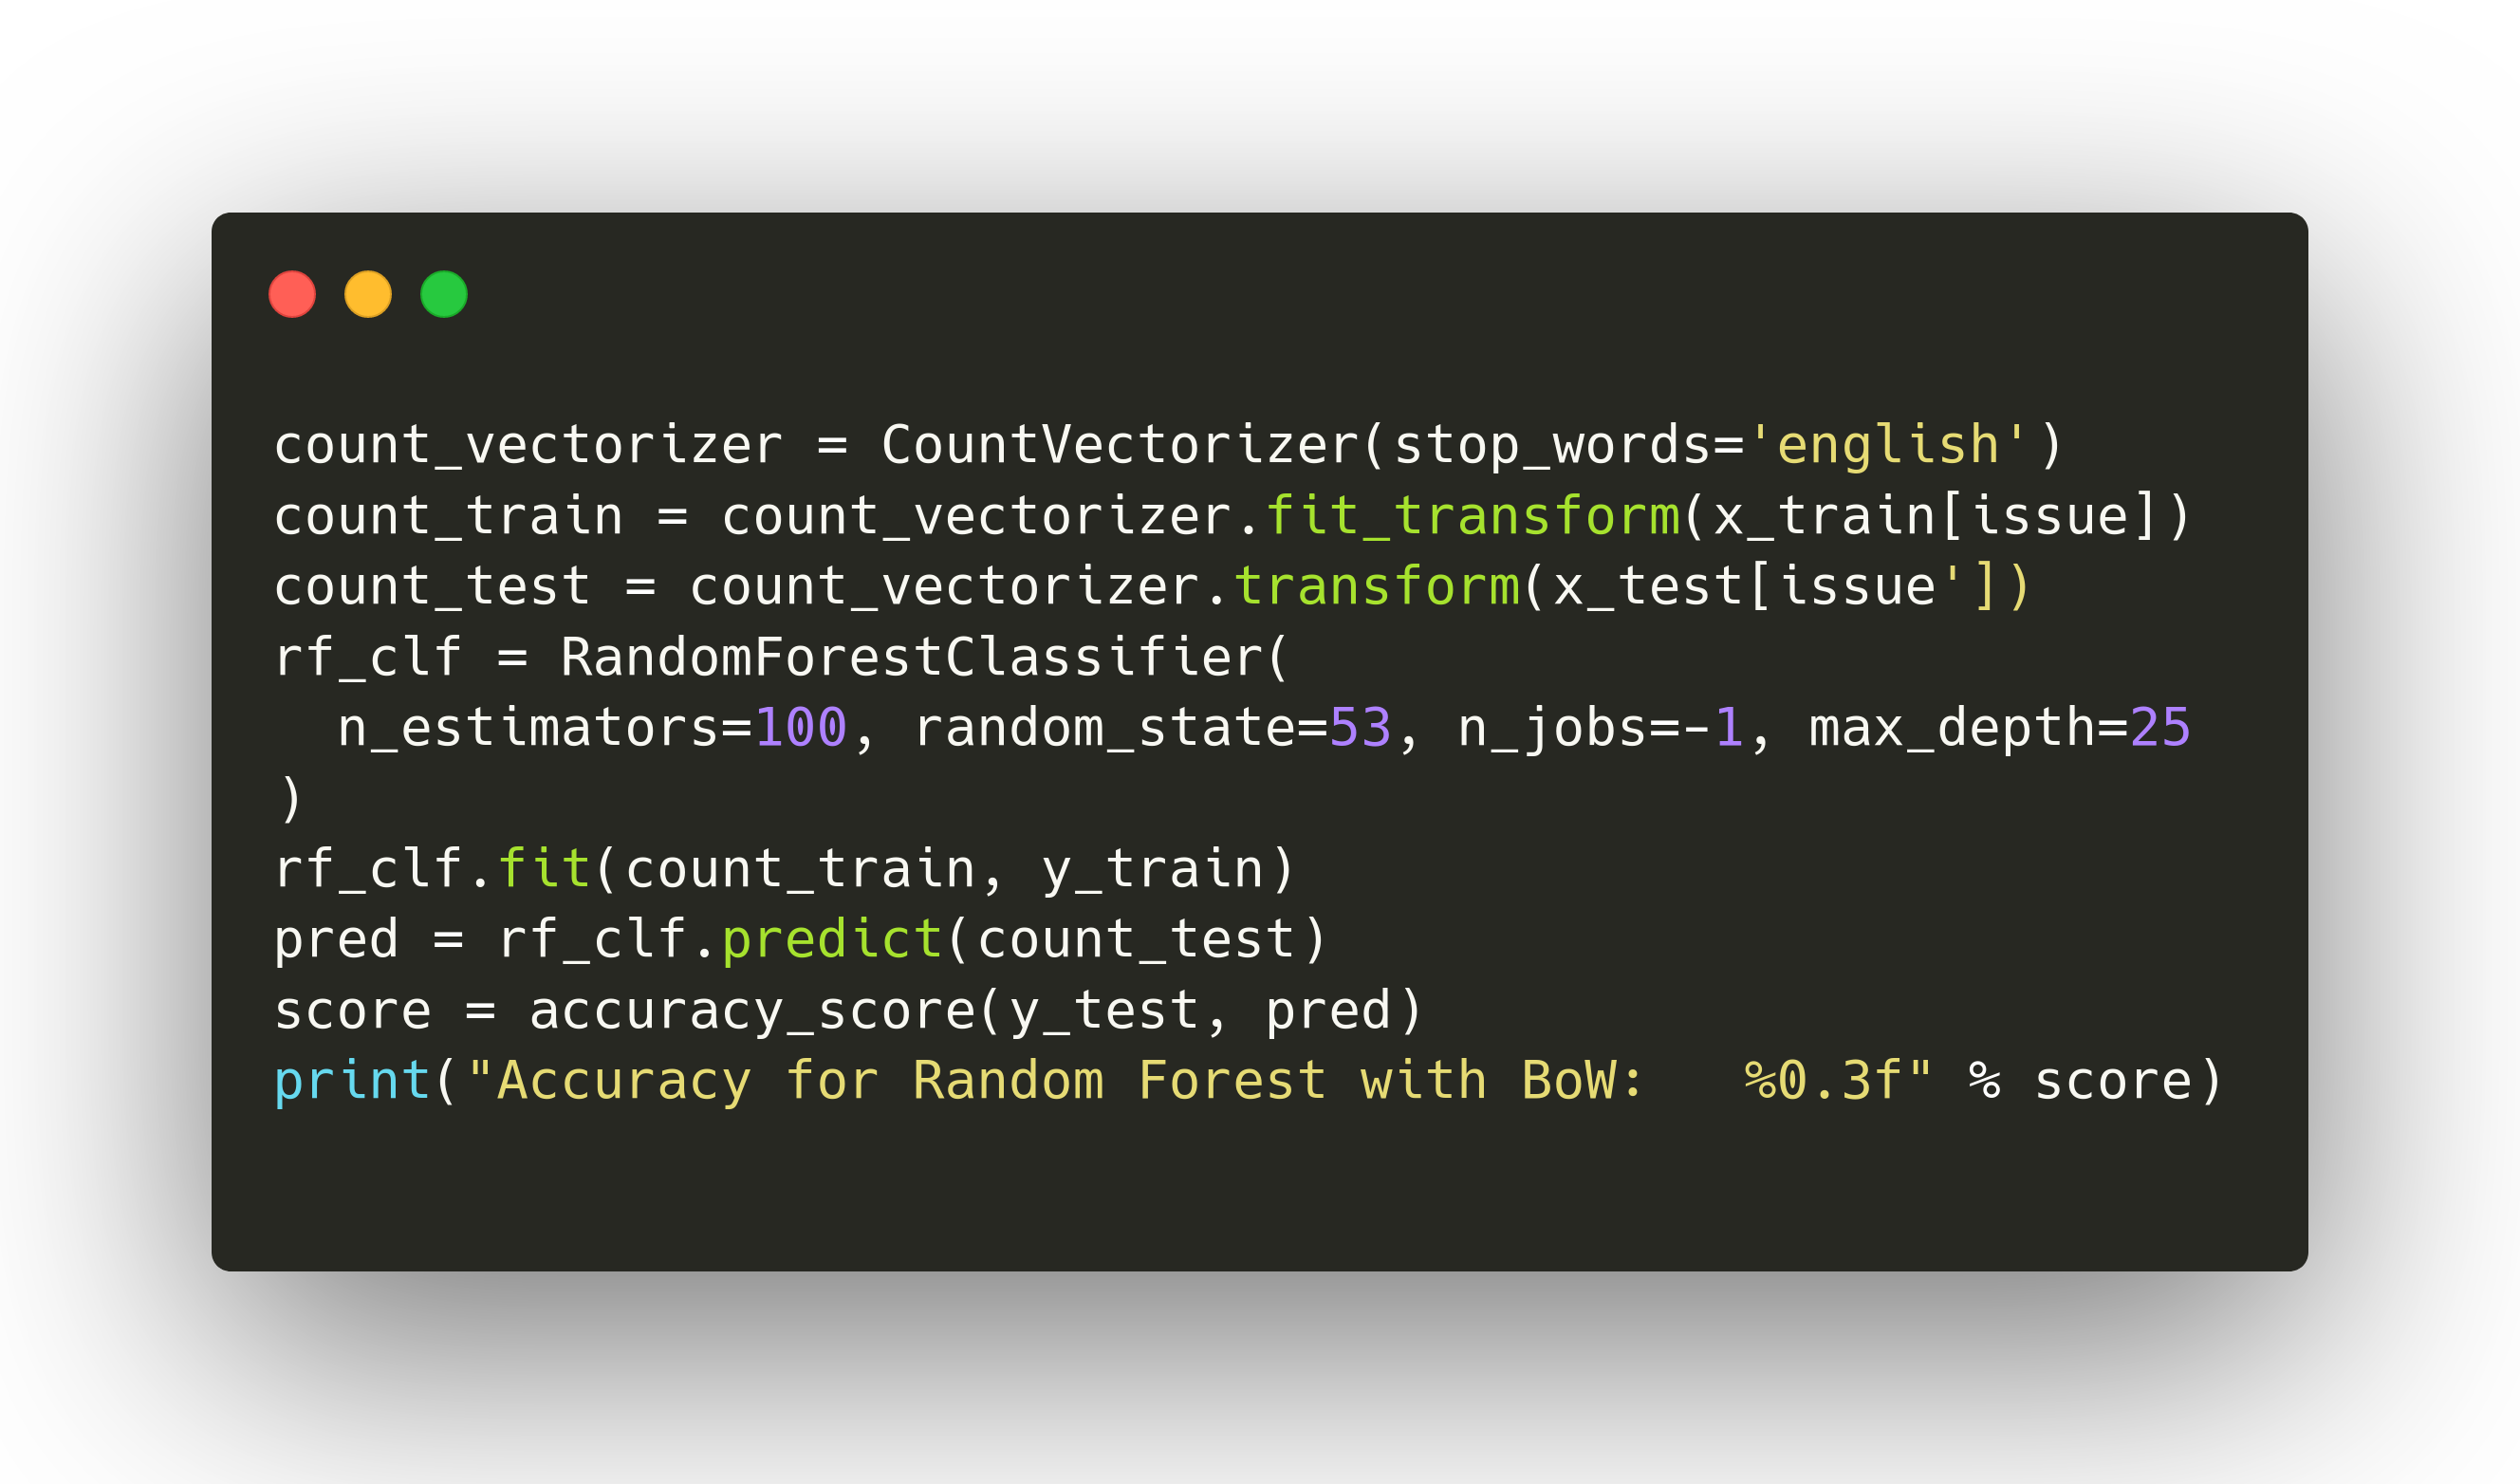 count_vectorizer = CountVectorizer(stop_words='english')
count_train = count_vectorizer.fit_transform(x_train[issue])
count_test = count_vectorizer.transform(x_test[issue'])
rf_clf = RandomForestClassifier(
  n_estimators=100, random_state=53, n_jobs=-1, max_depth=25
)
rf_clf.fit(count_train, y_train)
pred = rf_clf.predict(count_test)
score = accuracy_score(y_test, pred)
print("Accuracy for Random Forest with BoW:   %0.3f" % score)